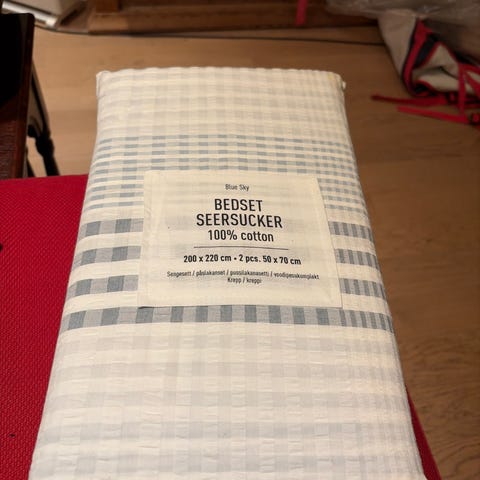 Blue Sky
BEDSET
SEERSUCKER
100% cotton
200 x 220 cm • 2 pcs. 50 x 70 cm
Sengesett / påslakanset / pussilakanasetti / voodipesukomplekt
Krepp / kreppi